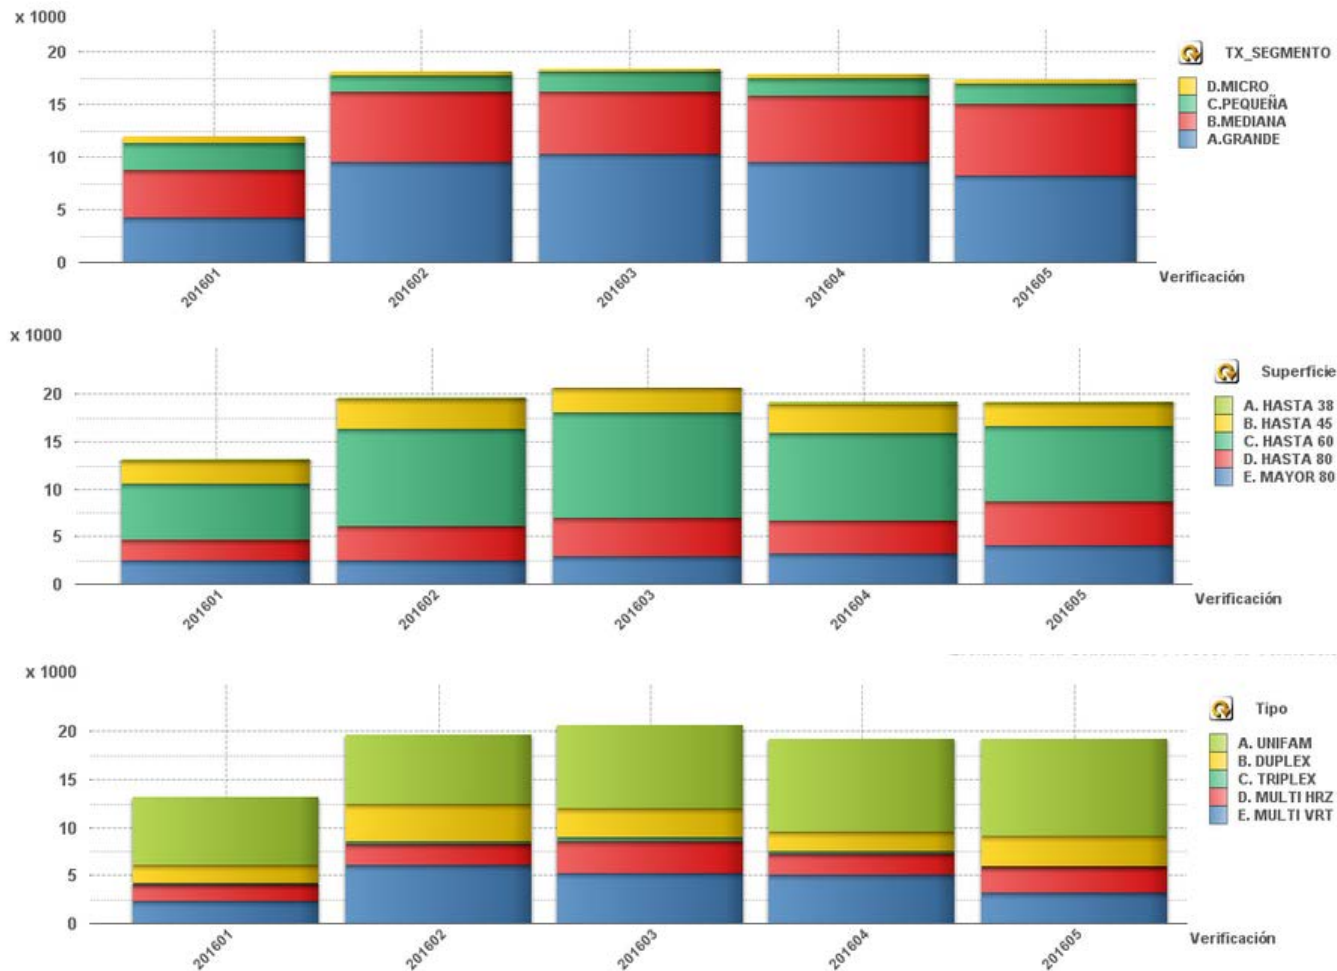 x 1000
20
15
10
5
0
201601
201602
201603
201604
201605
Verificación
TX_SEGMENTO
D.MICRO
C.PEQUEÑA
B.MEDIANA
A.GRANDE
x 1000
20
15
10
5
0
201601
201602
201603
201604
201605
Verificación
Superficie
A. HASTA 38
B. HASTA 45
C. HASTA 60
D. HASTA 80
E. MAYOR 80
x 1000
20
15
10
5
0
201601
201602
201603
201604
201605
Verificación
Tipo
A. UNIFAM
B. DUPLEX
C. TRIPLEX
D. MULTI HRZ
E. MULTI VRT